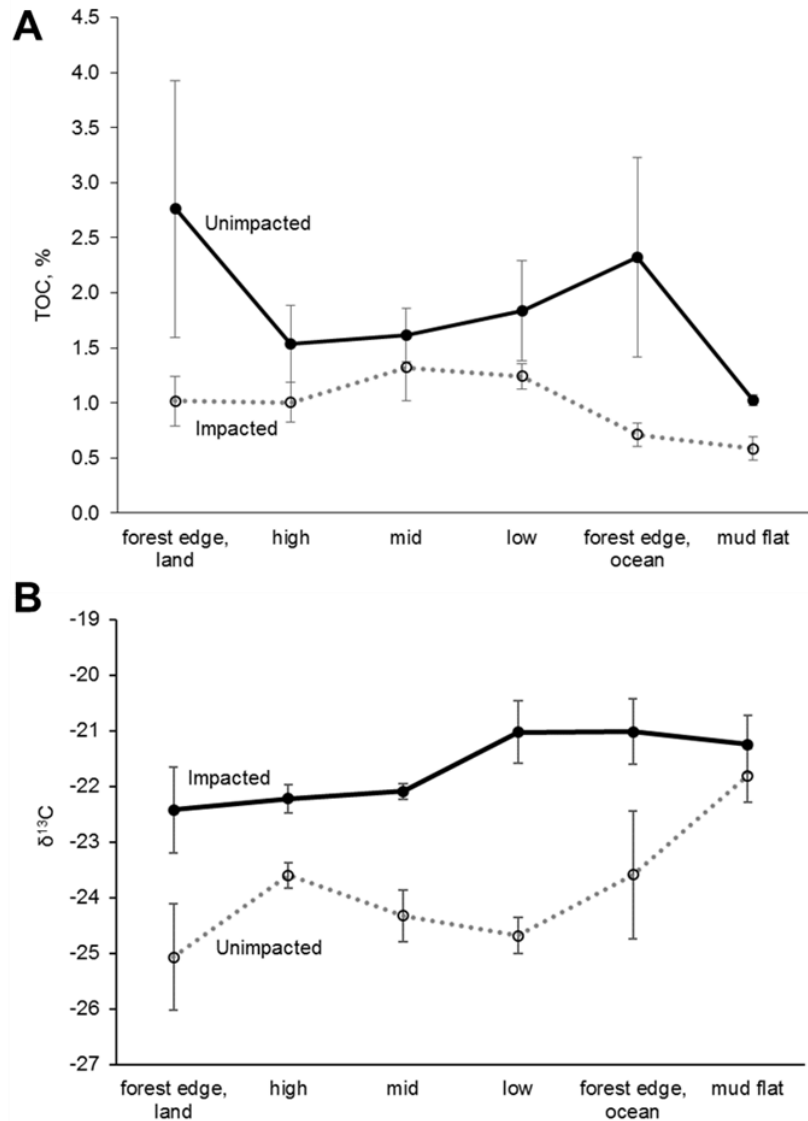 A
4.5
4.0
3.5
3.0
2.5
2.0
1.5
1.0
0.5
0.0
TOC, %
Unimpacted
Impacted
forest edge,
land
high
mid
low
forest edge,
ocean
mud flat
B
-19
-20
-21
-22
-23
-24
-25
-26
-27
δ¹³C
Impacted
Unimpacted
forest edge,
land
high
mid
low
forest edge,
ocean
mud flat